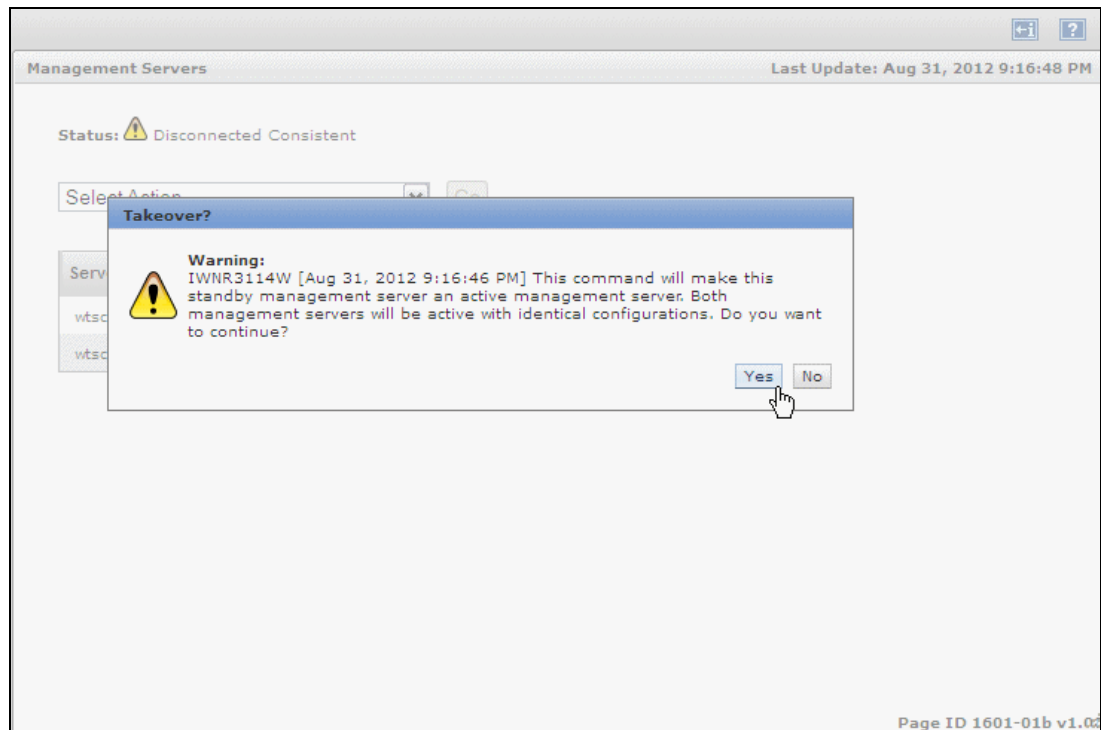 Management Servers Last Update: Aug 31, 2012 9:16:48 PM
Status: Disconnected Consistent
Select Action
Takeover?
Warning:
IWNR3114W [Aug 31, 2012 9:16:46 PM] This command will make this
standby management server an active management server. Both
management servers will be active with identical configurations. Do you want
to continue?
Yes No
Page ID 1601-01b